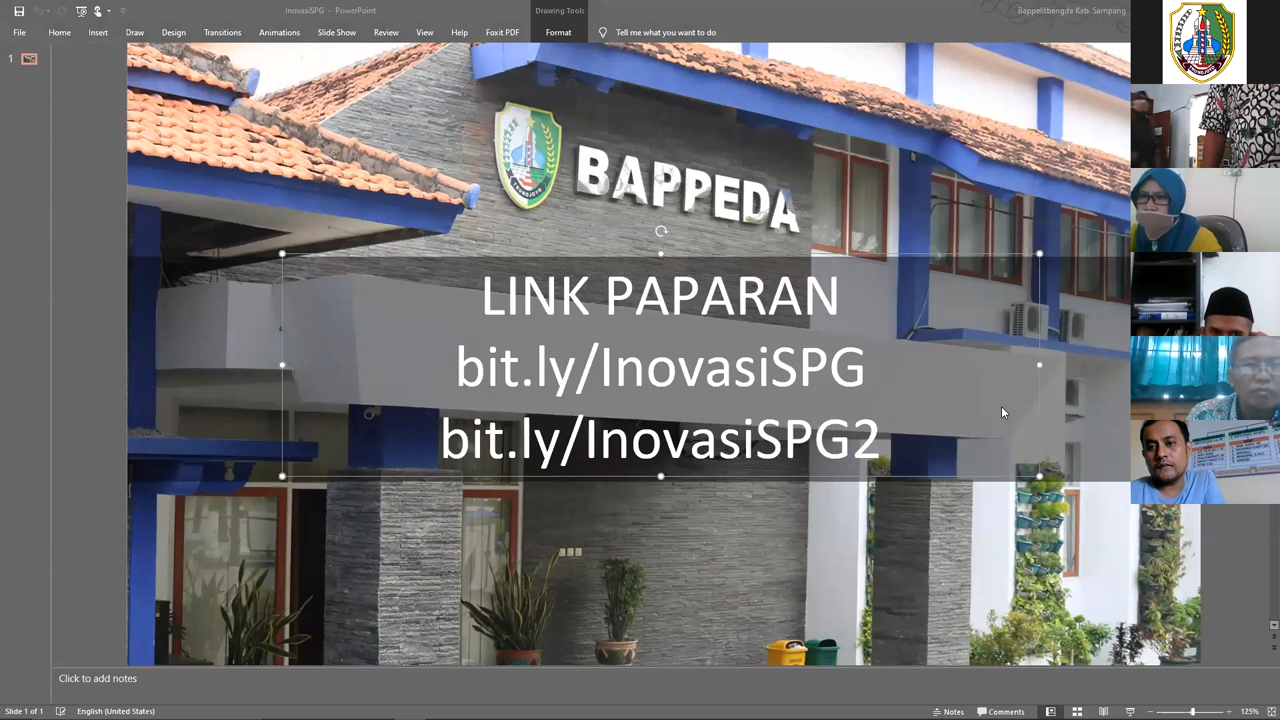 InovasiSPG - PowerPoint
Drawing Tools
Bappelitbangda Kab. Sampang
File Home Insert Draw Design Transitions Animations Slide Show Review View Help Foxit PDF Format Tell me what you want to do
1
BAPPEDA
LINK PAPARAN
bit.ly/InovasiSPG
bit.ly/InovasiSPG2
Click to add notes
Slide 1 of 1 English (United States) Notes Comments 125%